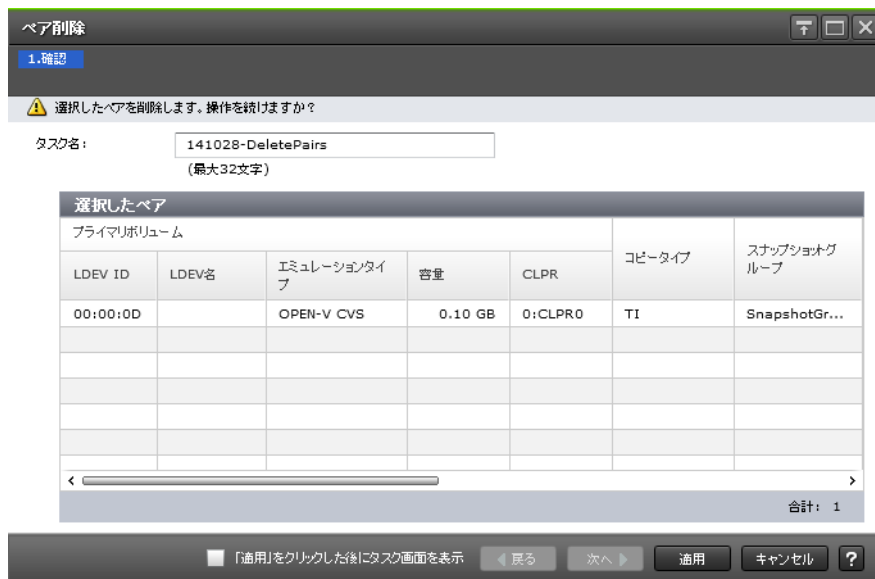 ペア削除
1.確認
選択したペアを削除します。操作を続けますか？
タスク名：
141028-DeletePairs
(最大32文字)
選択したペア
プライマリボリューム
コピータイプ
スナップショットグ
ループ
LDEV ID
LDEV名
エミュレーションタイ
プ
容量
CLPR
00:00:0D
OPEN-V CVS
0.10 GB
0:CLPR0
TI
SnapshotGr...
合計： 1
「適用」をクリックした後にタスク画面を表示
戻る
次へ
適用
キャンセル
?